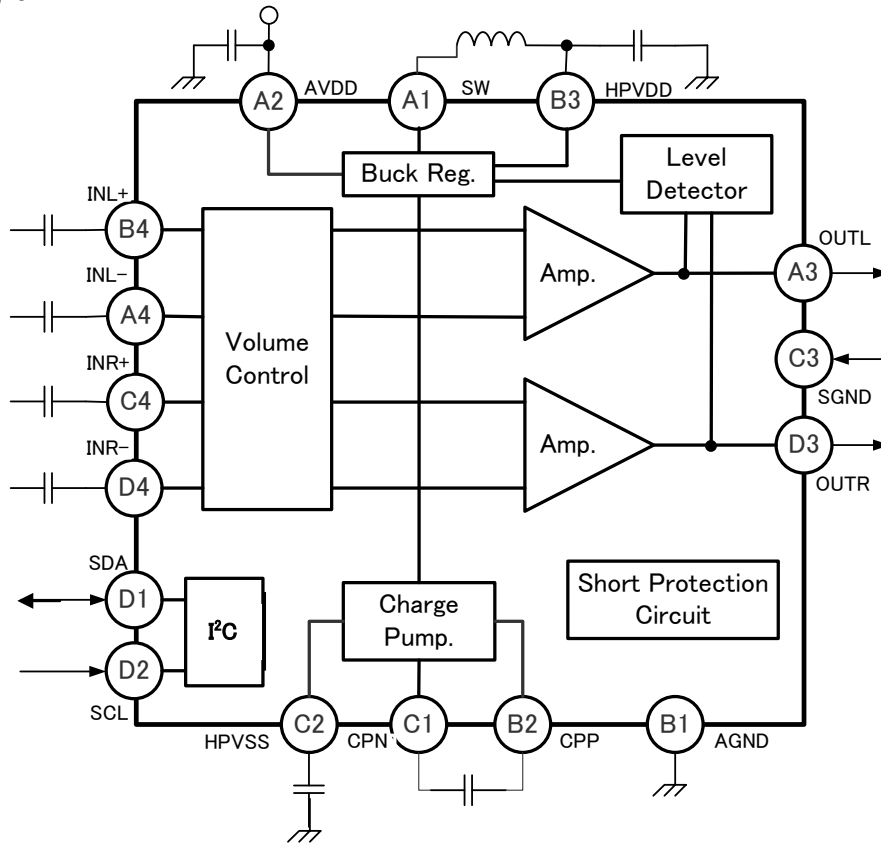 AVDD
SW
HPVDD
A2
A1
B3
Buck Reg.
Level
Detector
INL+
B4
INL-
A4
INR+
C4
INR-
D4
Volume
Control
Amp.
Amp.
OUTL
A3
C3
SGND
D3
OUTR
SDA
D1
D2
SCL
I²C
Charge
Pump.
Short Protection
Circuit
HPVSS
C2
CPN
C1
B2
CPP
B1
AGND